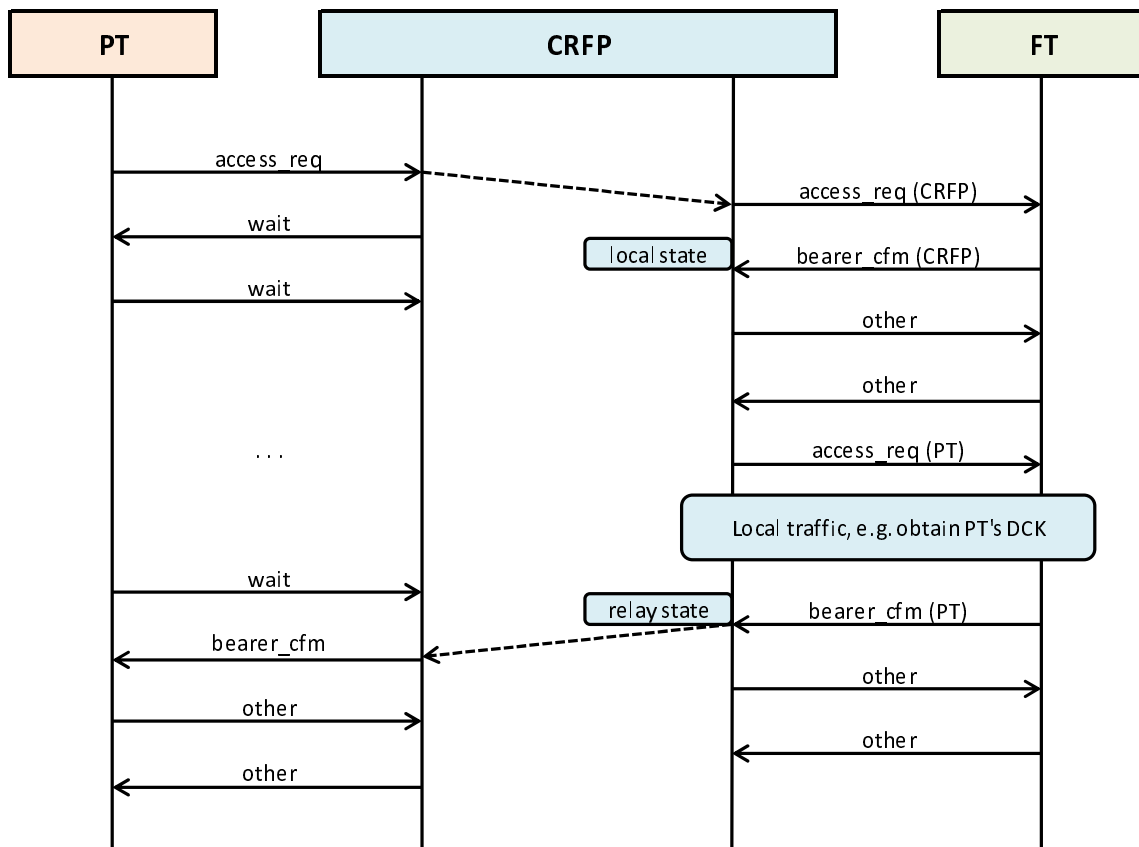 PT
CRFP
FT
access_req
access_req (CRFP)
wait
local state
bearer_cfm (CRFP)
wait
other
other
access_req (PT)
. . .
Local traffic, e.g. obtain PT's DCK
wait
relay state
bearer_cfm (PT)
bearer_cfm
other
other
other
other